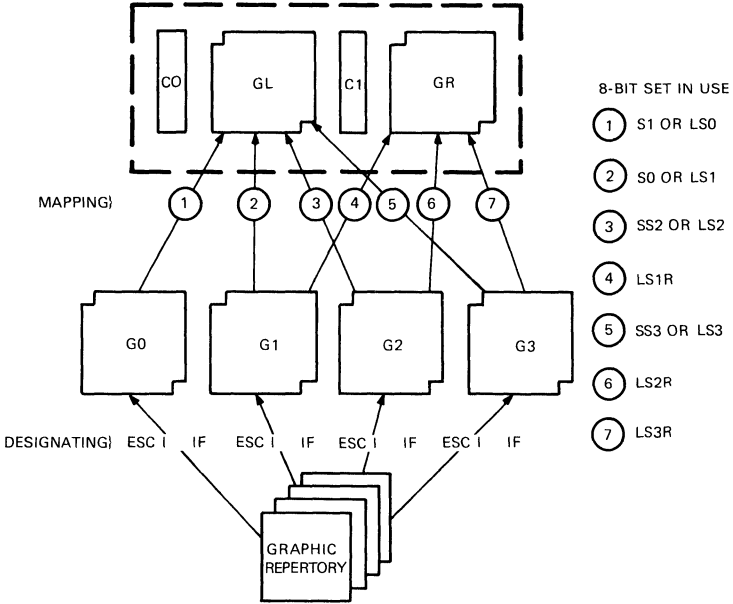 CO GL C1 GR
8-BIT SET IN USE
1 S1 OR LS0
2 S0 OR LS1
3 SS2 OR LS2
4 LS1R
5 SS3 OR LS3
6 LS2R
7 LS3R
MAPPING} 1 2 3 4 5 6 7
G0 G1 G2 G3
DESIGNATING} ESC I IF ESC I IF ESC I IF ESC I IF
GRAPHIC
REPERTORY